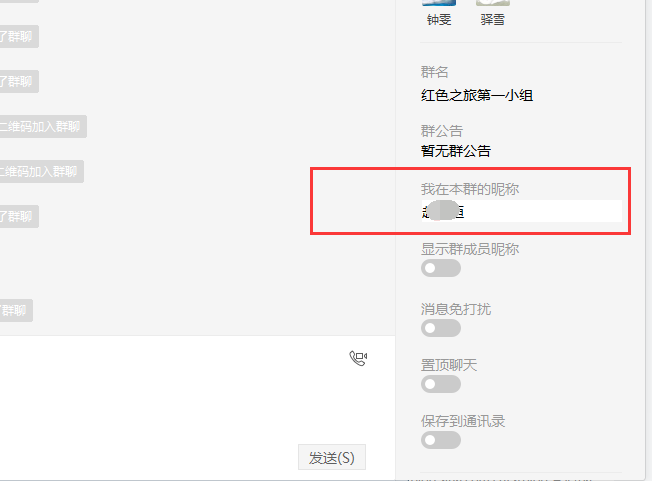 钟雯
驿雪
了群聊
群名
了群聊
红色之旅第一小组
二维码加入群聊
群公告
暂无群公告
二维码加入群聊
我在本群的昵称
了群聊
显示群成员昵称
群聊
消息免打扰
置顶聊天
保存到通讯录
发送(S)